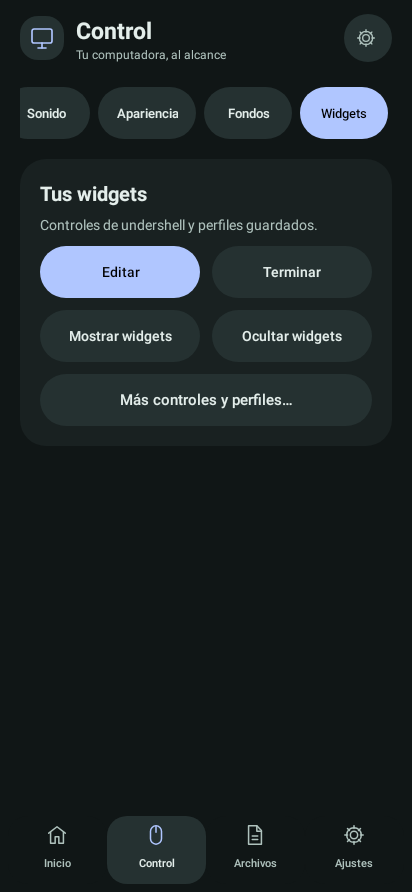 Control
Tu computadora, al alcance
Sonido
Apariencia
Fondos
Widgets
Tus widgets
Controles de undershell y perfiles guardados.
Editar
Terminar
Mostrar widgets
Ocultar widgets
Más controles y perfiles…
Inicio
Control
Archivos
Ajustes